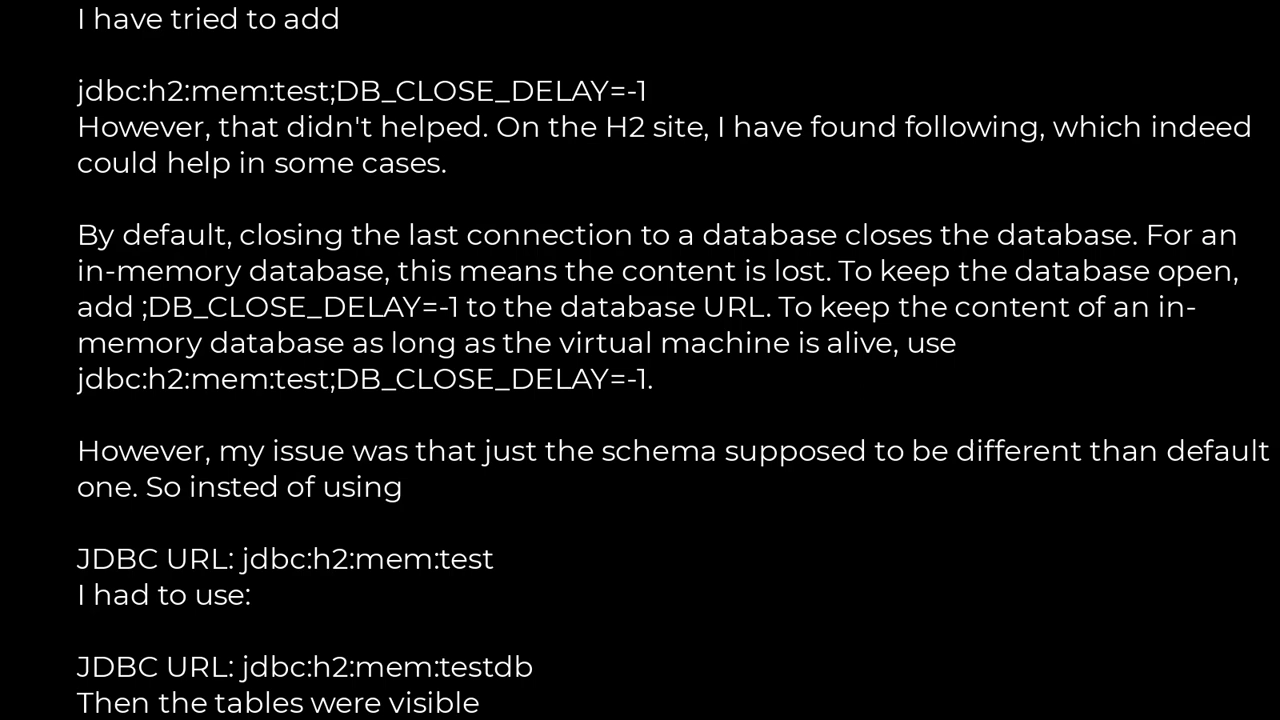 I have tried to add
jdbc:h2:mem:test;DB_CLOSE_DELAY=-1
However, that didn't helped. On the H2 site, I have found following, which indeed
could help in some cases.
By default, closing the last connection to a database closes the database. For an
in-memory database, this means the content is lost. To keep the database open,
add ;DB_CLOSE_DELAY=-1 to the database URL. To keep the content of an in-
memory database as long as the virtual machine is alive, use
jdbc:h2:mem:test;DB_CLOSE_DELAY=-1.
However, my issue was that just the schema supposed to be different than default
one. So insted of using
JDBC URL: jdbc:h2:mem:test
I had to use:
JDBC URL: jdbc:h2:mem:testdb
Then the tables were visible